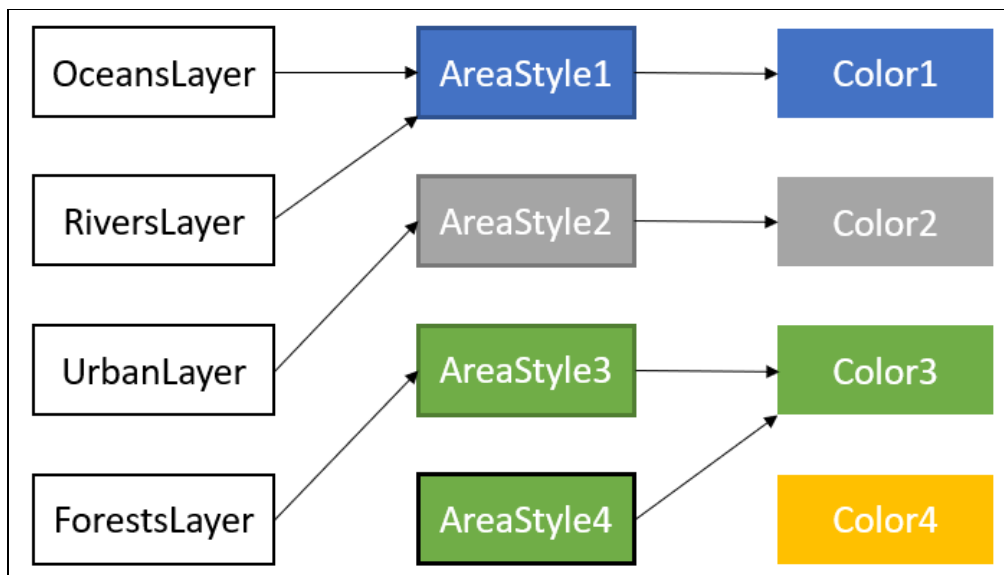 OceansLayer
AreaStyle1
Color1
RiversLayer
AreaStyle2
Color2
UrbanLayer
AreaStyle3
Color3
ForestsLayer
AreaStyle4
Color4